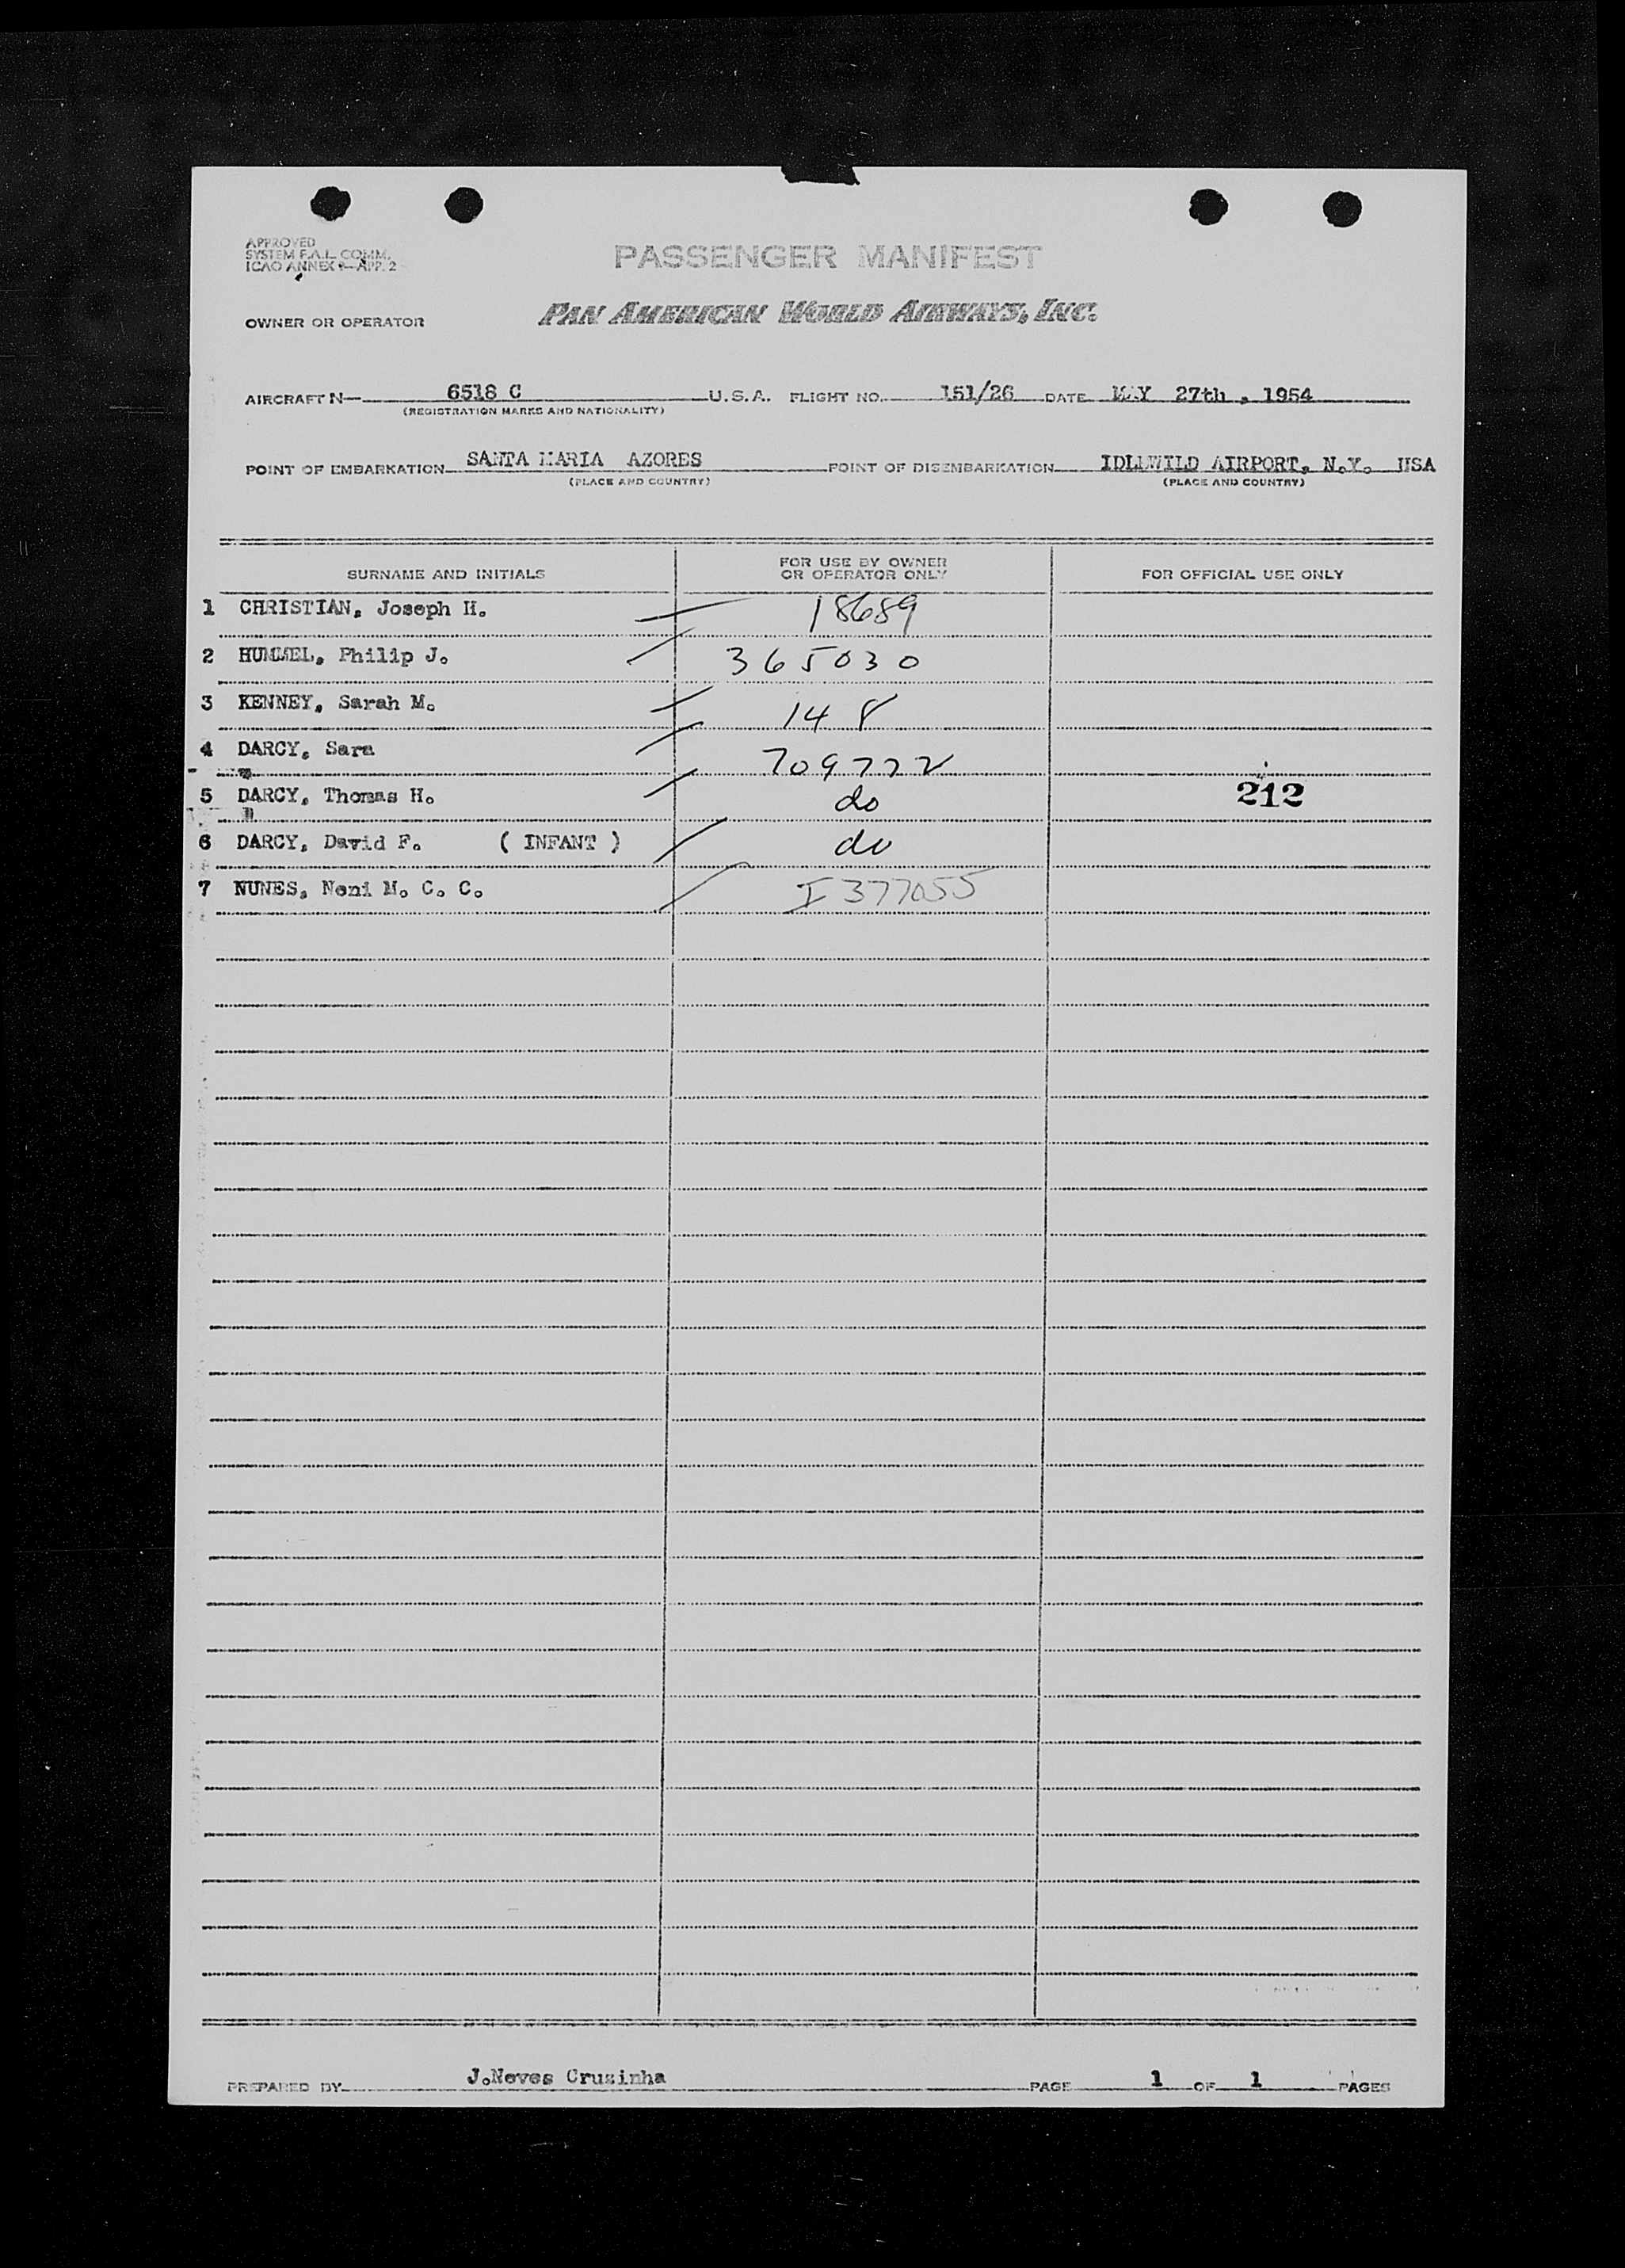 APPROVED
SYSTEM F.A.L. COMM.
ICAO ANNEX 9—APP. 2
PASSENGER MANIFEST
OWNER OR OPERATOR PAN AMERICAN WORLD AIRWAYS, INC.
AIRCRAFT N— 6518 C U.S.A. FLIGHT NO. 151/26 DATE MAY 27th , 1954
(REGISTRATION MARKS AND NATIONALITY)
POINT OF EMBARKATION SANTA MARIA AZORES POINT OF DISEMBARKATION IDLEWILD AIRPORT, N.Y. USA
(PLACE AND COUNTRY) (PLACE AND COUNTRY)
SURNAME AND INITIALS FOR USE BY OWNER OR OPERATOR ONLY FOR OFFICIAL USE ONLY
1 CHRISTIAN, Joseph H. 18689
2 HUMMEL, Philip J. 365030
3 KENNEY, Sarah M. 148
4 DARCY, Sara 709772
5 DARCY, Thomas H. do 212
6 DARCY, David F. ( INFANT ) do
7 NUNES, Neni M. C. C. I 377055
PREPARED BY J.Neves Crusinha PAGE 1 OF 1 PAGES